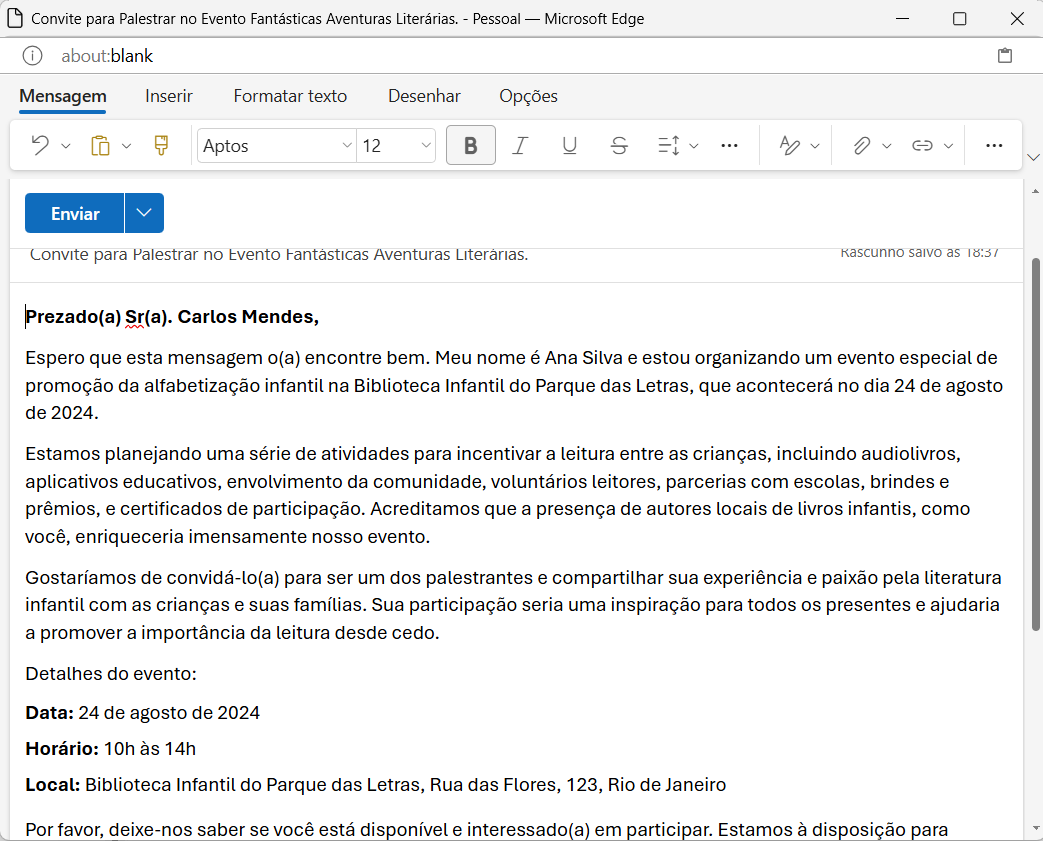 Convite para Palestrar no Evento Fantásticas Aventuras Literárias. - Pessoal — Microsoft Edge
about:blank
Mensagem Inserir Formatar texto Desenhar Opções
Aptos 12 B I U S
Enviar
Convite para Palestrar no Evento Fantásticas Aventuras Literárias. Rascunho salvo às 18:37
Prezado(a) Sr(a). Carlos Mendes,
Espero que esta mensagem o(a) encontre bem. Meu nome é Ana Silva e estou organizando um evento especial de
promoção da alfabetização infantil na Biblioteca Infantil do Parque das Letras, que acontecerá no dia 24 de agosto
de 2024.
Estamos planejando uma série de atividades para incentivar a leitura entre as crianças, incluindo audiolivros,
aplicativos educativos, envolvimento da comunidade, voluntários leitores, parcerias com escolas, brindes e
prêmios, e certificados de participação. Acreditamos que a presença de autores locais de livros infantis, como
você, enriqueceria imensamente nosso evento.
Gostaríamos de convidá-lo(a) para ser um dos palestrantes e compartilhar sua experiência e paixão pela literatura
infantil com as crianças e suas famílias. Sua participação seria uma inspiração para todos os presentes e ajudaria
a promover a importância da leitura desde cedo.
Detalhes do evento:
Data: 24 de agosto de 2024
Horário: 10h às 14h
Local: Biblioteca Infantil do Parque das Letras, Rua das Flores, 123, Rio de Janeiro
Por favor, deixe-nos saber se você está disponível e interessado(a) em participar. Estamos à disposição para